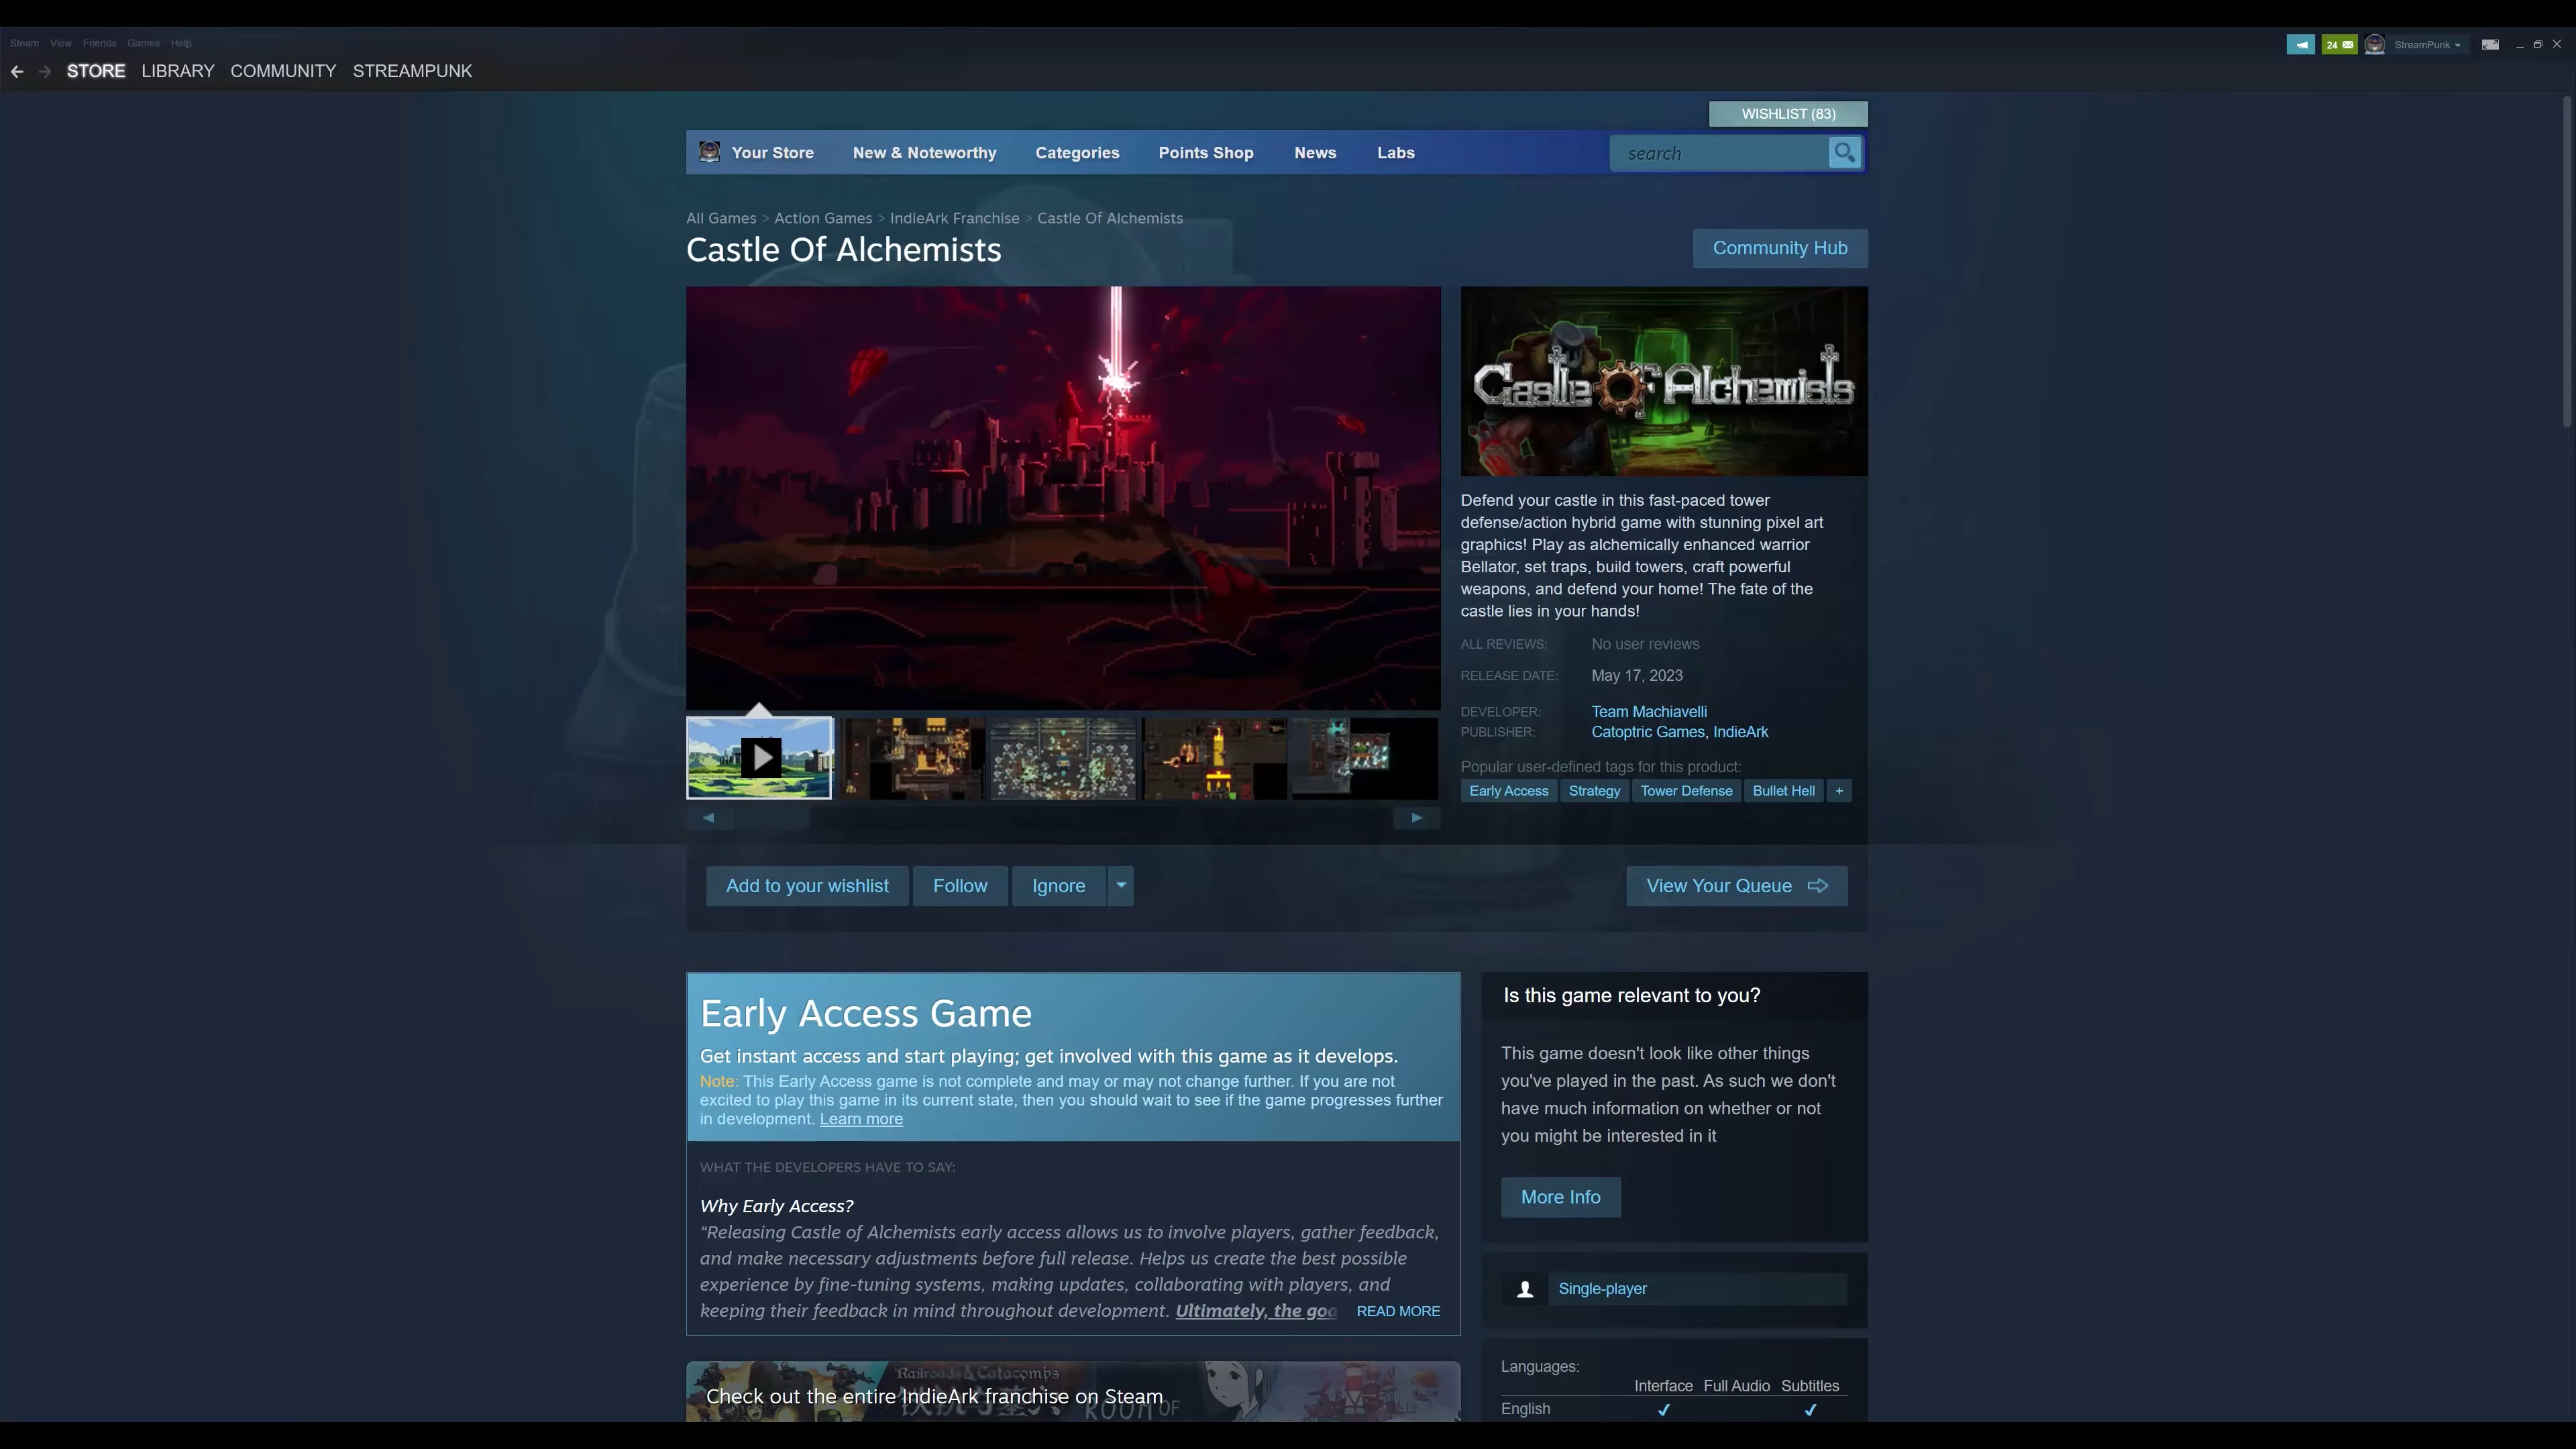 Steam View Friends Games Help
24 StreamPunk
STORE LIBRARY COMMUNITY STREAMPUNK
WISHLIST (83)
Your Store New & Noteworthy Categories Points Shop News Labs search
All Games > Action Games > IndieArk Franchise > Castle Of Alchemists
Castle Of Alchemists
Community Hub
Castle Of Alchemists
Defend your castle in this fast-paced tower
defense/action hybrid game with stunning pixel art
graphics! Play as alchemically enhanced warrior
Bellator, set traps, build towers, craft powerful
weapons, and defend your home! The fate of the
castle lies in your hands!
ALL REVIEWS: No user reviews
RELEASE DATE: May 17, 2023
DEVELOPER: Team Machiavelli
PUBLISHER: Catoptric Games, IndieArk
Popular user-defined tags for this product:
Early Access Strategy Tower Defense Bullet Hell +
Add to your wishlist Follow Ignore View Your Queue
Early Access Game
Get instant access and start playing; get involved with this game as it develops.
Note: This Early Access game is not complete and may or may not change further. If you are not
excited to play this game in its current state, then you should wait to see if the game progresses further
in development. Learn more
WHAT THE DEVELOPERS HAVE TO SAY:
Why Early Access?
“Releasing Castle of Alchemists early access allows us to involve players, gather feedback,
and make necessary adjustments before full release. Helps us create the best possible
experience by fine-tuning systems, making updates, collaborating with players, and
keeping their feedback in mind throughout development. Ultimately, the goa READ MORE
Railroads & Catacombs
ROOM OF
Check out the entire IndieArk franchise on Steam
Is this game relevant to you?
This game doesn't look like other things
you've played in the past. As such we don't
have much information on whether or not
you might be interested in it
More Info
Single-player
Languages:
Interface Full Audio Subtitles
English ✔ ✔